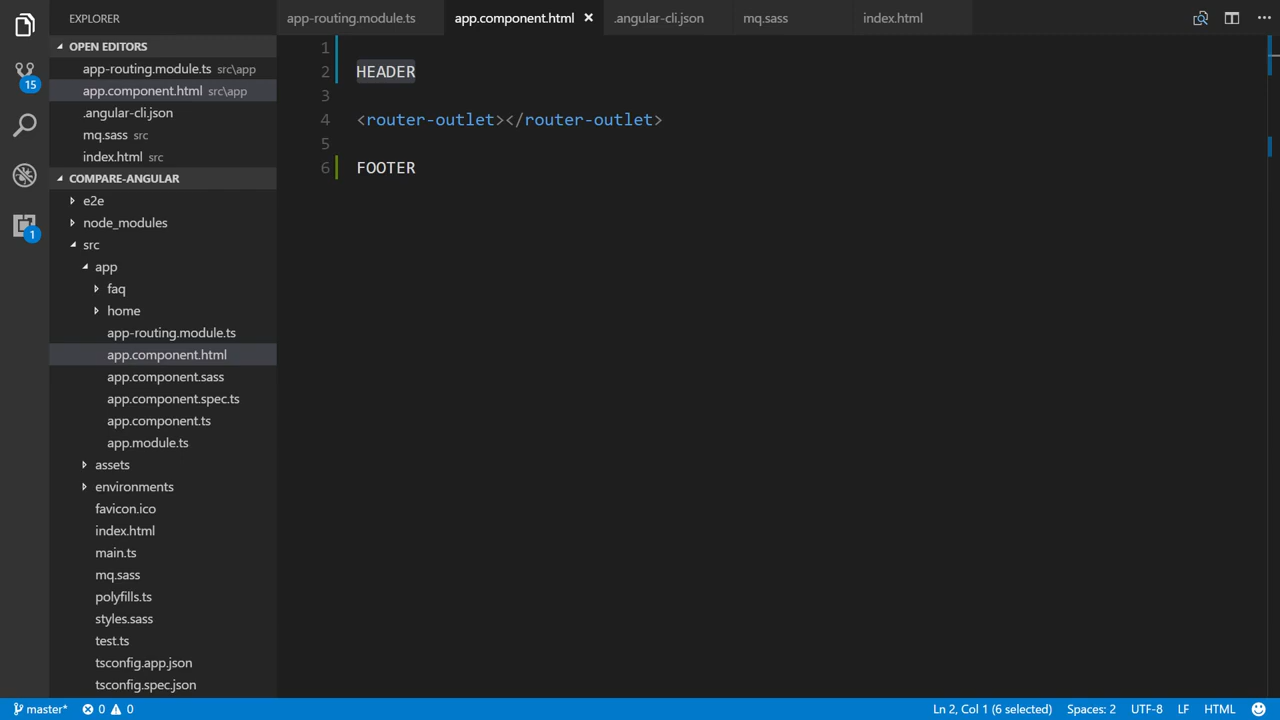 EXPLORER
OPEN EDITORS
app-routing.module.ts src\app
app.component.html src\app
.angular-cli.json
mq.sass src
index.html src
COMPARE-ANGULAR
e2e
node_modules
src
app
faq
home
app-routing.module.ts
app.component.html
app.component.sass
app.component.spec.ts
app.component.ts
app.module.ts
assets
environments
favicon.ico
index.html
main.ts
mq.sass
polyfills.ts
styles.sass
test.ts
tsconfig.app.json
tsconfig.spec.json
15
1
app-routing.module.ts app.component.html × .angular-cli.json mq.sass index.html
1
2 HEADER
3
4 <router-outlet></router-outlet>
5
6 FOOTER
master* 0 0 Ln 2, Col 1 (6 selected) Spaces: 2 UTF-8 LF HTML